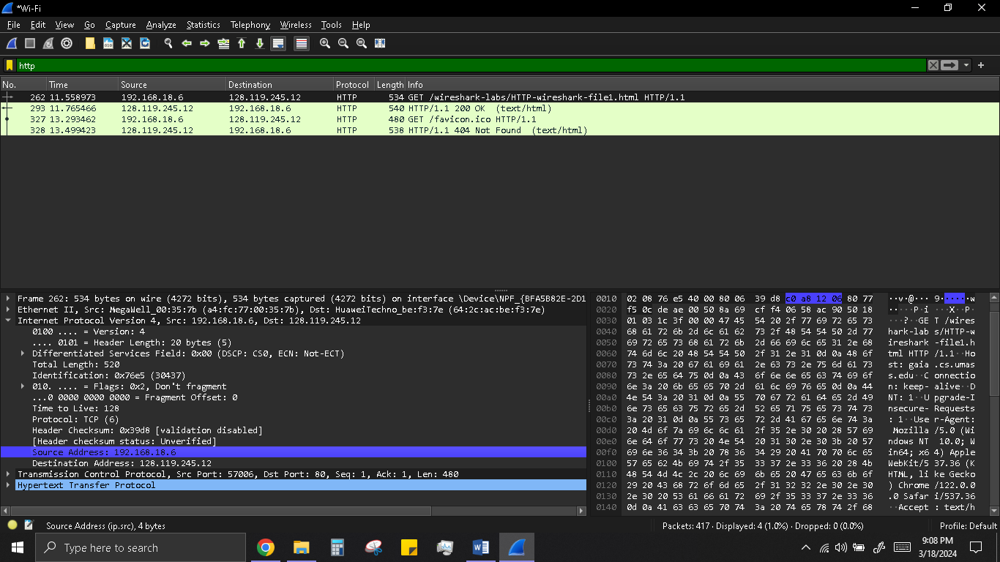 *Wi-Fi
File Edit View Go Capture Analyze Statistics Telephony Wireless Tools Help
http
No. Time Source Destination Protocol Length Info
262 11.558973 192.168.18.6 128.119.245.12 HTTP 534 GET /wireshark-labs/HTTP-wireshark-file1.html HTTP/1.1
293 11.765466 128.119.245.12 192.168.18.6 HTTP 540 HTTP/1.1 200 OK (text/html)
327 13.293462 192.168.18.6 128.119.245.12 HTTP 480 GET /favicon.ico HTTP/1.1
328 13.499423 128.119.245.12 192.168.18.6 HTTP 538 HTTP/1.1 404 Not Found (text/html)
Frame 262: 534 bytes on wire (4272 bits), 534 bytes captured (4272 bits) on interface \Device\NPF_{BFA5B82E-2D1
Ethernet II, Src: MegaWell_00:35:7b (a4:fc:77:00:35:7b), Dst: HuaweiTechno_be:f3:7e (64:2c:ac:be:f3:7e)
Internet Protocol Version 4, Src: 192.168.18.6, Dst: 128.119.245.12
0100 .... = Version: 4
.... 0101 = Header Length: 20 bytes (5)
Differentiated Services Field: 0x00 (DSCP: CS0, ECN: Not-ECT)
Total Length: 520
Identification: 0x76e5 (30437)
010. .... = Flags: 0x2, Don't fragment
...0 0000 0000 0000 = Fragment Offset: 0
Time to Live: 128
Protocol: TCP (6)
Header Checksum: 0x39d8 [validation disabled]
[Header checksum status: Unverified]
Source Address: 192.168.18.6
Destination Address: 128.119.245.12
Transmission Control Protocol, Src Port: 57006, Dst Port: 80, Seq: 1, Ack: 1, Len: 480
Hypertext Transfer Protocol
0010 02 08 76 e5 40 00 80 06 39 d8 c0 a8 12 06 80 77 ··v·@··· 9······w
0020 f5 0c de ae 00 50 8a 69 cf f4 06 58 ac 90 50 18 ·····P·i ···X··P·
0030 01 03 1c 3f 00 00 47 45 54 20 2f 77 69 72 65 73 ···?··GE T /wires
0040 68 61 72 6b 2d 6c 61 62 73 2f 48 54 54 50 2d 77 hark-lab s/HTTP-w
0050 69 72 65 73 68 61 72 6b 2d 66 69 6c 65 31 2e 68 ireshark -file1.h
0060 74 6d 6c 20 48 54 54 50 2f 31 2e 31 0d 0a 48 6f tml HTTP /1.1··Ho
0070 73 74 3a 20 67 61 69 61 2e 63 73 2e 75 6d 61 73 st: gaia .cs.umas
0080 73 2e 65 64 75 0d 0a 43 6f 6e 6e 65 63 74 69 6f s.edu··C onnectio
0090 6e 3a 20 6b 65 65 70 2d 61 6c 69 76 65 0d 0a 44 n: keep- alive··D
00a0 4e 54 3a 20 31 0d 0a 55 70 67 72 61 64 65 2d 49 NT: 1··U pgrade-I
00b0 6e 73 65 63 75 72 65 2d 52 65 71 75 65 73 74 73 nsecure- Requests
00c0 3a 20 31 0d 0a 55 73 65 72 2d 41 67 65 6e 74 3a : 1··Use r-Agent:
00d0 20 4d 6f 7a 69 6c 6c 61 2f 35 2e 30 20 28 57 69 Mozilla /5.0 (Wi
00e0 6e 64 6f 77 73 20 4e 54 20 31 30 2e 30 3b 20 57 ndows NT 10.0; W
00f0 69 6e 36 34 3b 20 78 36 34 29 20 41 70 70 6c 65 in64; x6 4) Apple
0100 57 65 62 4b 69 74 2f 35 33 37 2e 33 36 20 28 4b WebKit/5 37.36 (K
0110 48 54 4d 4c 2c 20 6c 69 6b 65 20 47 65 63 6b 6f HTML, li ke Gecko
0120 29 20 43 68 72 6f 6d 65 2f 31 32 32 2e 30 2e 30 ) Chrome /122.0.0
0130 2e 30 20 53 61 66 61 72 69 2f 35 33 37 2e 33 36 .0 Safar i/537.36
0140 0d 0a 41 63 63 65 70 74 3a 20 74 65 78 74 2f 68 ··Accept : text/h
Source Address (ip.src), 4 bytes Packets: 417 · Displayed: 4 (1.0%) · Dropped: 0 (0.0%) Profile: Default
Type here to search
9:08 PM
3/18/2024